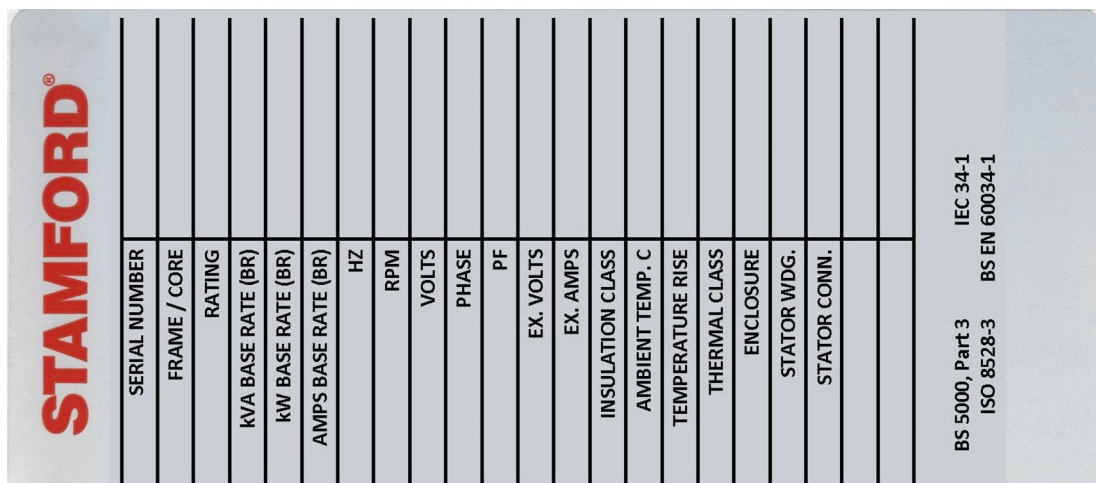 STAMFORD®
SERIAL NUMBER
FRAME / CORE
RATING
kVA BASE RATE (BR)
kW BASE RATE (BR)
AMPS BASE RATE (BR)
HZ
RPM
VOLTS
PHASE
PF
EX. VOLTS
EX. AMPS
INSULATION CLASS
AMBIENT TEMP. C
TEMPERATURE RISE
THERMAL CLASS
ENCLOSURE
STATOR WDG.
STATOR CONN.
BS 5000, Part 3 IEC 34-1
ISO 8528-3 BS EN 60034-1